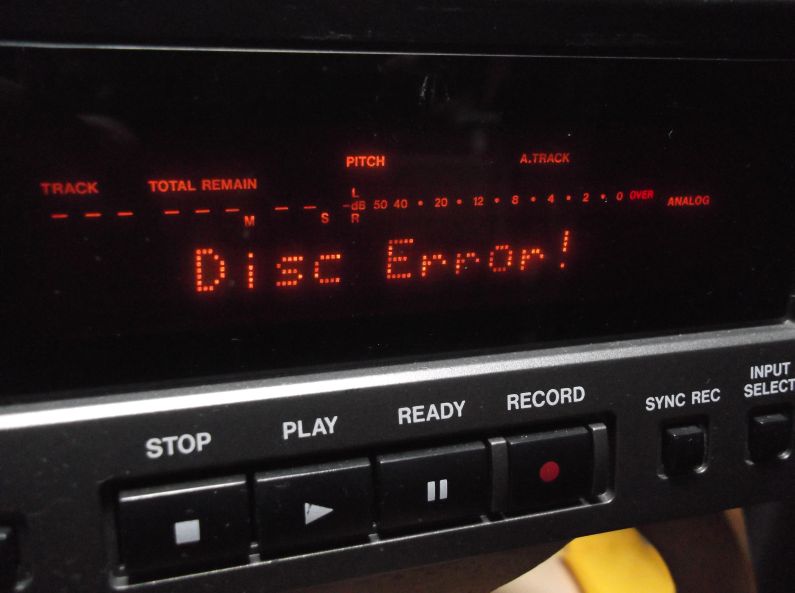 PITCH A.TRACK
TRACK TOTAL REMAIN
L
-dB 50 40 • 20 • 12 • 8 • 4 • 2 • 0 OVER ANALOG
R
--- ---M --S
Disc Error!
STOP PLAY READY RECORD SYNC REC INPUT SELECT